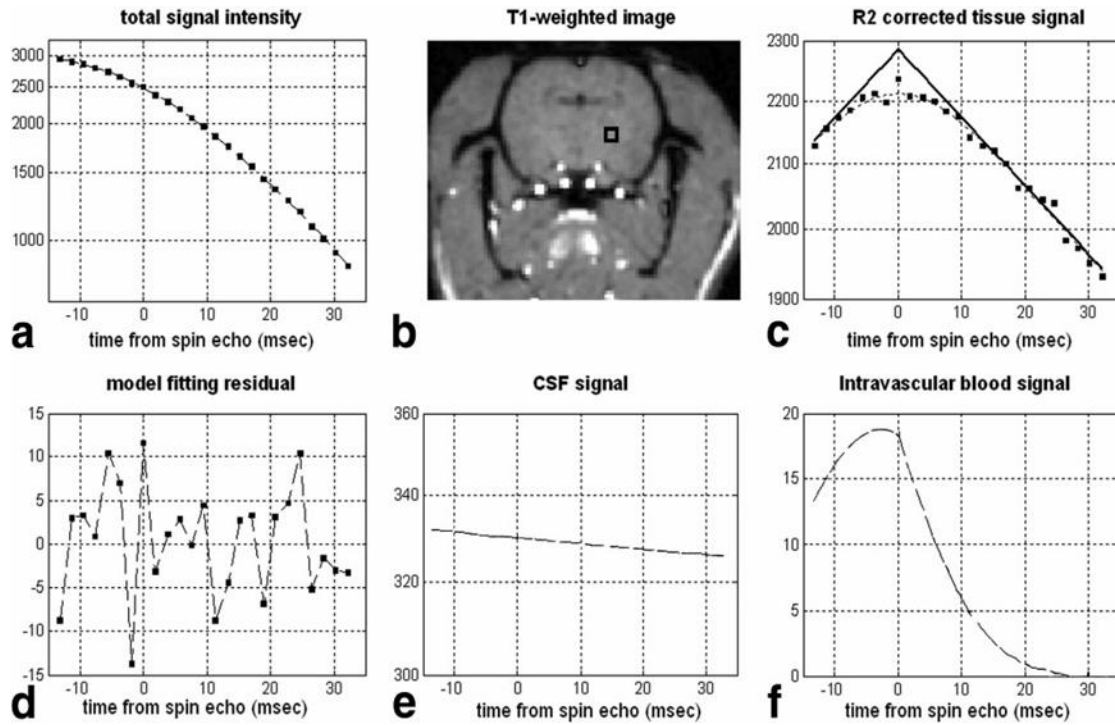 total signal intensity
3000
2500
2000
1500
1000
-10 0 10 20 30
time from spin echo (msec)
a
T1-weighted image
b
R2 corrected tissue signal
2300
2200
2100
2000
1900
-10 0 10 20 30
time from spin echo (msec)
c
model fitting residual
15
10
5
0
-5
-10
-15
-10 0 10 20 30
time from spin echo (msec)
d
CSF signal
360
340
320
300
-10 0 10 20 30
time from spin echo (msec)
e
Intravascular blood signal
20
15
10
5
0
-10 0 10 20 30
time from spin echo (msec)
f